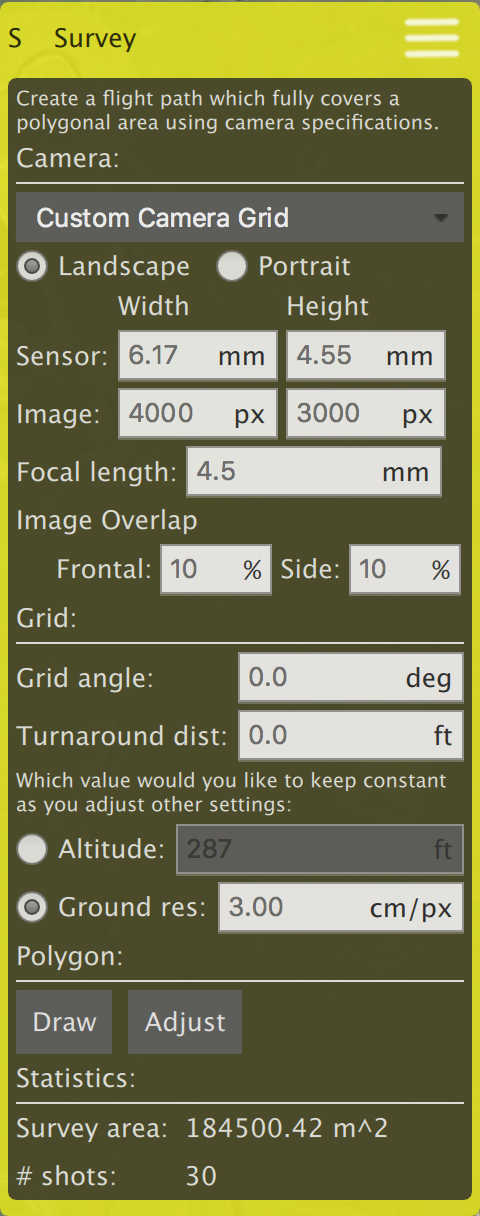 S Survey
Create a flight path which fully covers a
polygonal area using camera specifications.
Camera:
Custom Camera Grid
Landscape Portrait
Width Height
Sensor: 6.17 mm 4.55 mm
Image: 4000 px 3000 px
Focal length: 4.5 mm
Image Overlap
Frontal: 10 % Side: 10 %
Grid:
Grid angle: 0.0 deg
Turnaround dist: 0.0 ft
Which value would you like to keep constant
as you adjust other settings:
Altitude: 287 ft
Ground res: 3.00 cm/px
Polygon:
Draw Adjust
Statistics:
Survey area: 184500.42 m^2
# shots: 30